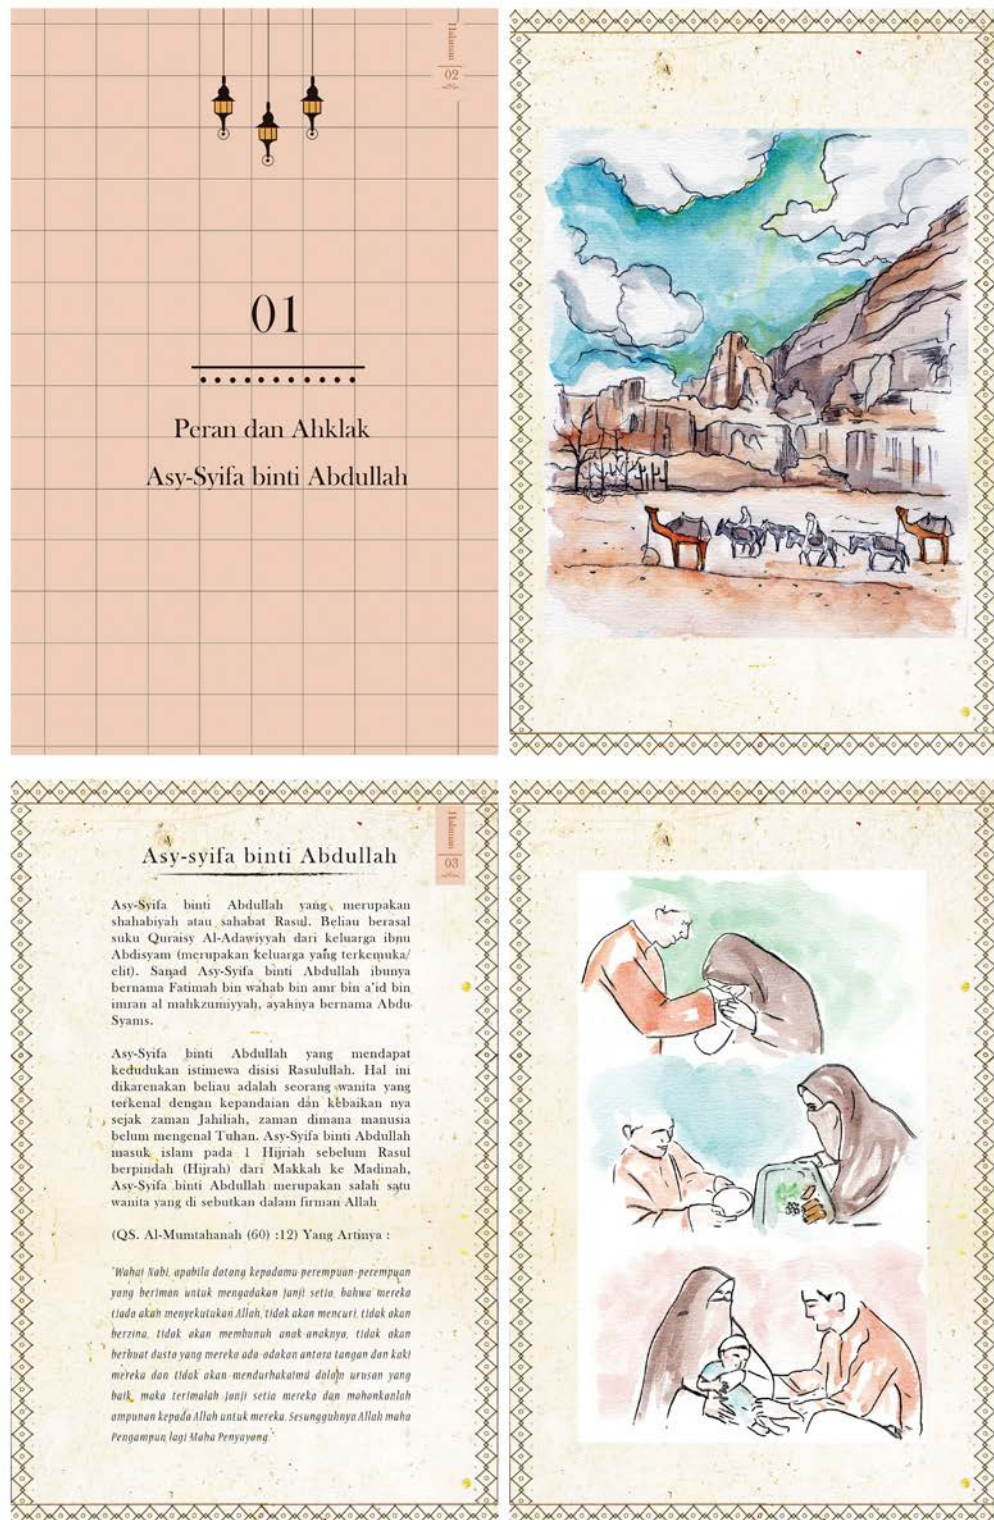 Halaman
02
01
Peran dan Ahklak
Asy-Syifa binti Abdullah
Halaman
03
Asy-syifa binti Abdullah
Asy-Syifa binti Abdullah yang merupakan
shahabiyah atau sahabat Rasul. Beliau berasal
suku Quraisy Al-Adawiyyah dari keluarga ibnu
Abdisyam (merupakan keluarga yang terkemuka/
elit). Sanad Asy-Syifa binti Abdullah ibunya
bernama Fatimah bin wahab bin amr bin a'id bin
imran al mahkzumiyyah, ayahnya bernama Abdu
Syams.
Asy-Syifa binti Abdullah yang mendapat
kedudukan istimewa disisi Rasulullah. Hal ini
dikarenakan beliau adalah seorang wanita yang
terkenal dengan kepandaian dan kebaikan nya
sejak zaman Jahiliah, zaman dimana manusia
belum mengenal Tuhan. Asy-Syifa binti Abdullah
masuk islam pada 1 Hijriah sebelum Rasul
berpindah (Hijrah) dari Makkah ke Madinah,
Asy-Syifa binti Abdullah merupakan salah satu
wanita yang di sebutkan dalam firman Allah
(QS. Al-Mumtahanah (60) :12) Yang Artinya :
"Wahai Nabi, apabila datang kepadamu perempuan-perempuan
yang beriman untuk mengadakan janji setia, bahwa mereka
tiada akan menyekutukan Allah, tidak akan mencuri, tidak akan
berzina, tidak akan membunuh anak-anaknya, tidak akan
berbuat dusta yang mereka ada-adakan antara tangan dan kaki
mereka dan tidak akan mendurhakaimu dalam urusan yang
baik, maka terimalah janji setia mereka dan mohonkanlah
ampunan kepada Allah untuk mereka. Sesungguhnya Allah maha
Pengampun lagi Maha Penyayang."